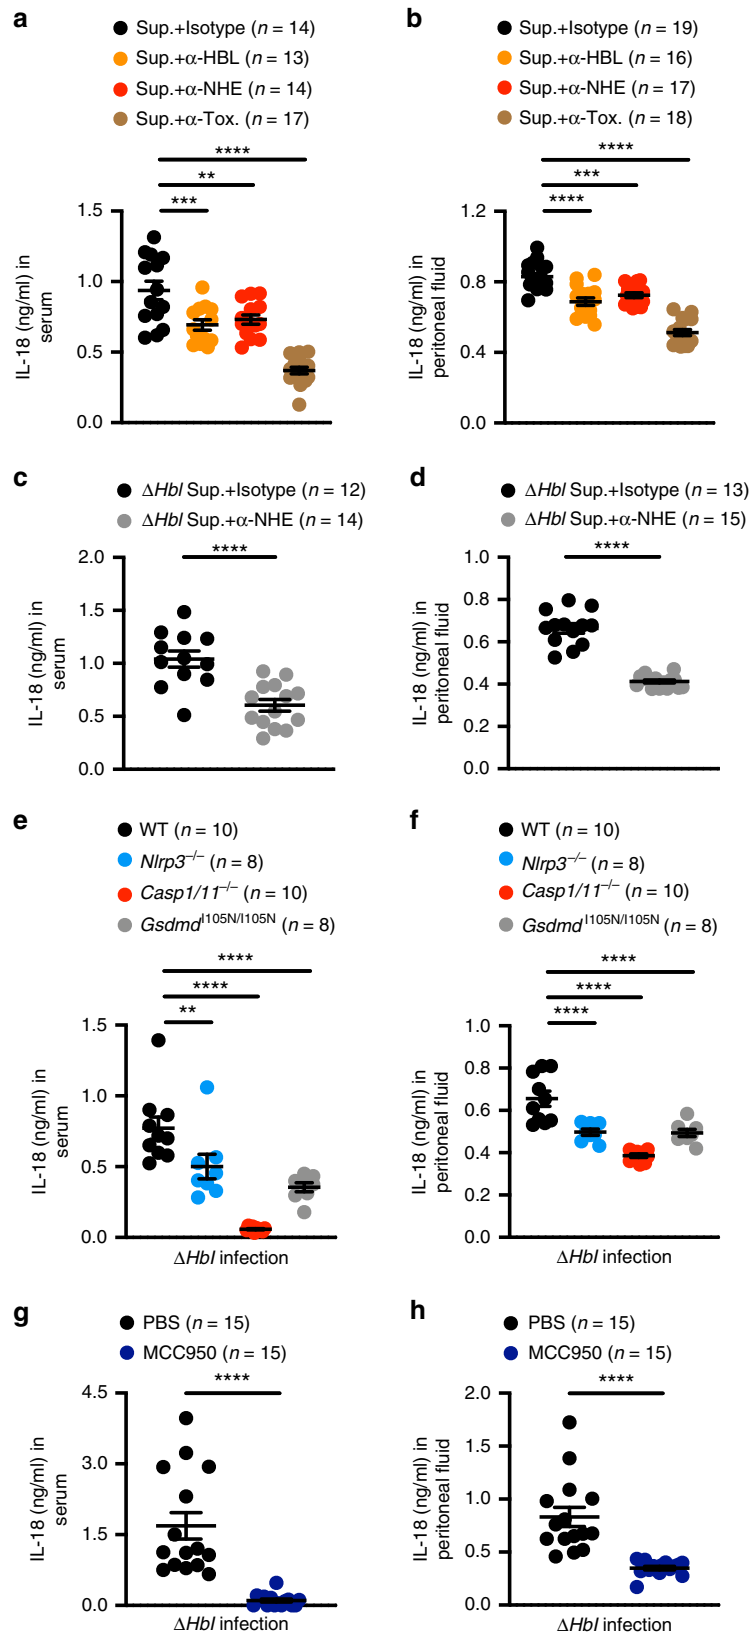 a
Sup.+Isotype (n = 14)
Sup.+α-HBL (n = 13)
Sup.+α-NHE (n = 14)
Sup.+α-Tox. (n = 17)
****
**
***
1.5
1.0
0.5
0.0
IL-18 (ng/ml) in
serum
b
Sup.+Isotype (n = 19)
Sup.+α-HBL (n = 16)
Sup.+α-NHE (n = 17)
Sup.+α-Tox. (n = 18)
****
***
****
1.2
0.8
0.4
0.0
IL-18 (ng/ml) in
peritoneal fluid
c
ΔHbl Sup.+Isotype (n = 12)
ΔHbl Sup.+α-NHE (n = 14)
****
2.0
1.5
1.0
0.5
0.0
IL-18 (ng/ml) in
serum
d
ΔHbl Sup.+Isotype (n = 13)
ΔHbl Sup.+α-NHE (n = 15)
****
1.0
0.8
0.6
0.4
0.2
0.0
IL-18 (ng/ml) in
peritoneal fluid
e
WT (n = 10)
Nlrp3–/– (n = 8)
Casp1/11–/– (n = 10)
GsdmdI105N/I105N (n = 8)
****
****
**
1.5
1.0
0.5
0.0
IL-18 (ng/ml) in
serum
ΔHbl infection
f
WT (n = 10)
Nlrp3–/– (n = 8)
Casp1/11–/– (n = 10)
GsdmdI105N/I105N (n = 8)
****
****
****
1.0
0.8
0.6
0.4
0.2
0.0
IL-18 (ng/ml) in
peritoneal fluid
ΔHbl infection
g
PBS (n = 15)
MCC950 (n = 15)
****
4.5
3.0
1.5
0.0
IL-18 (ng/ml) in
serum
ΔHbl infection
h
PBS (n = 15)
MCC950 (n = 15)
****
2.0
1.5
1.0
0.5
0.0
IL-18 (ng/ml) in
peritoneal fluid
ΔHbl infection